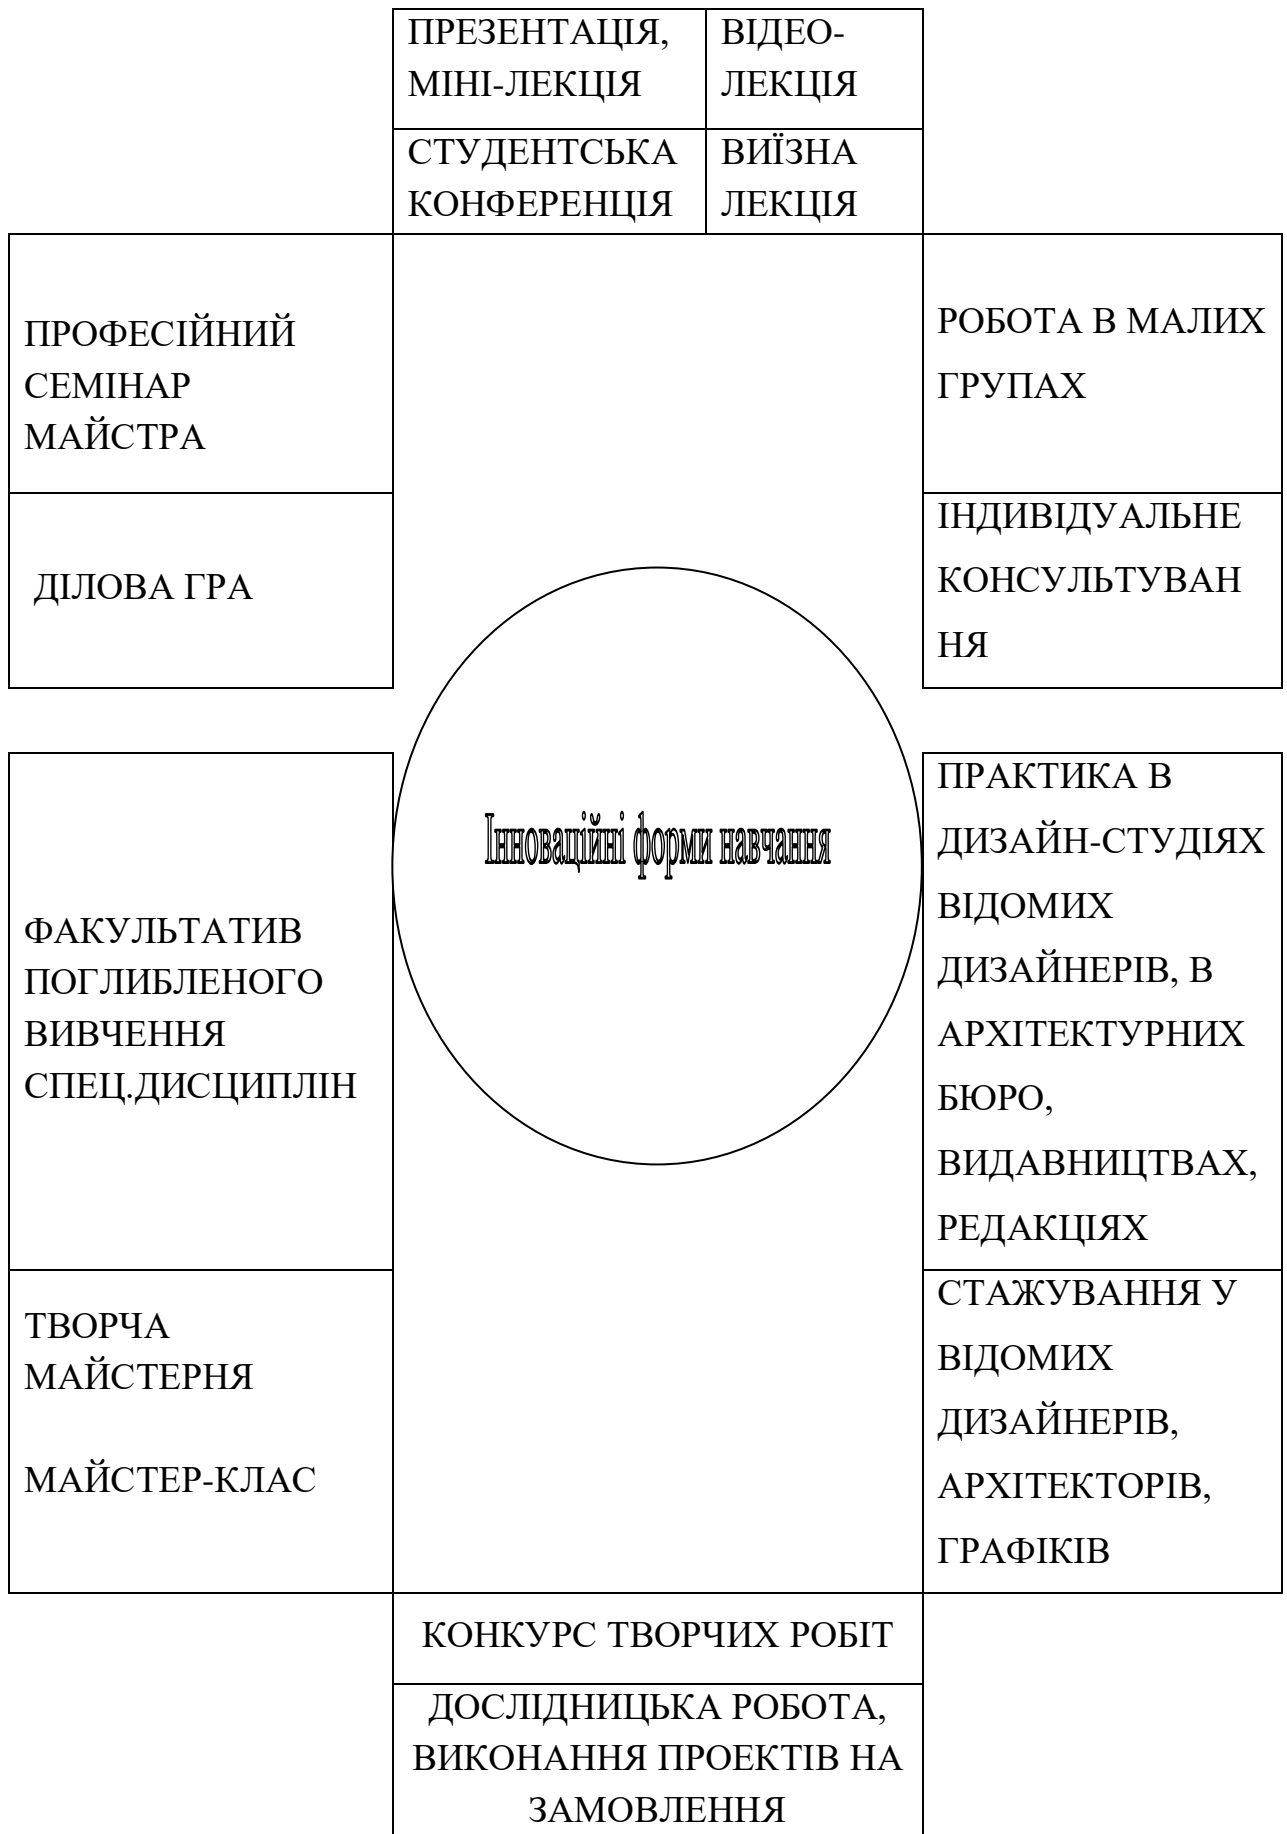 ПРЕЗЕНТАЦІЯ,
МІНІ-ЛЕКЦІЯ
ВІДЕО-
ЛЕКЦІЯ
СТУДЕНТСЬКА
КОНФЕРЕНЦІЯ
ВИЇЗНА
ЛЕКЦІЯ
ПРОФЕСІЙНИЙ
СЕМІНАР
МАЙСТРА
РОБОТА В МАЛИХ
ГРУПАХ
ДІЛОВА ГРА
ІНДИВІДУАЛЬНЕ
КОНСУЛЬТУВАН
НЯ
Інноваційні форми навчання
ФАКУЛЬТАТИВ
ПОГЛИБЛЕНОГО
ВИВЧЕННЯ
СПЕЦ.ДИСЦИПЛІН
ПРАКТИКА В
ДИЗАЙН-СТУДІЯХ
ВІДОМИХ
ДИЗАЙНЕРІВ, В
АРХІТЕКТУРНИХ
БЮРО,
ВИДАВНИЦТВАХ,
РЕДАКЦІЯХ
ТВОРЧА
МАЙСТЕРНЯ
МАЙСТЕР-КЛАС
СТАЖУВАННЯ У
ВІДОМИХ
ДИЗАЙНЕРІВ,
АРХІТЕКТОРІВ,
ГРАФІКІВ
КОНКУРС ТВОРЧИХ РОБІТ
ДОСЛІДНИЦЬКА РОБОТА,
ВИКОНАННЯ ПРОЕКТІВ НА
ЗАМОВЛЕННЯ